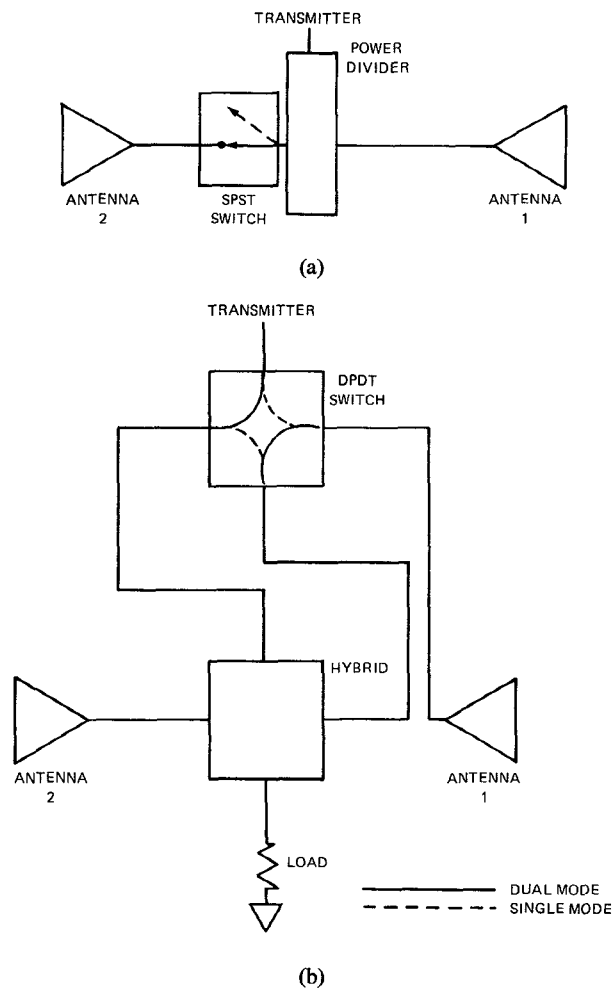 TRANSMITTER
POWER
DIVIDER
ANTENNA
2
SPST
SWITCH
ANTENNA
1
(a)
TRANSMITTER
DPDT
SWITCH
HYBRID
ANTENNA
2
ANTENNA
1
LOAD
DUAL MODE
SINGLE MODE
(b)